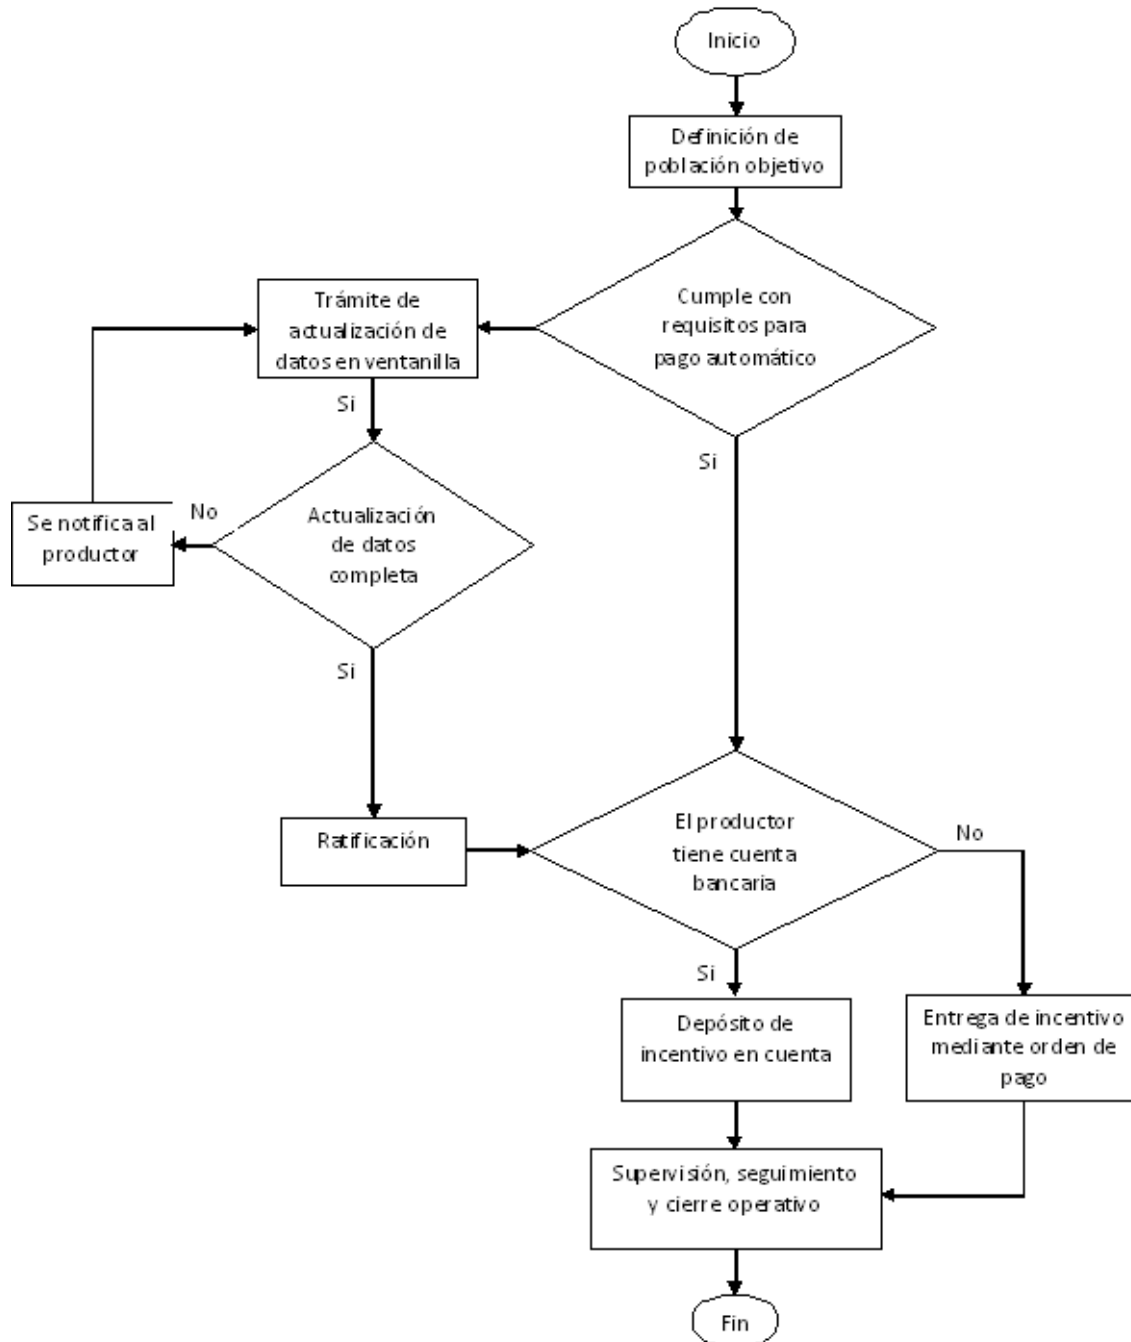 Inicio
Definición de
población objetivo
Cumple con
requisitos para
pago automático
Trámite de
actualización de
datos en ventanilla
Si
Si
Actualización
de datos
completa
No
Se notifica al
productor
Si
Ratificación
El productor
tiene cuenta
bancaria
No
Si
Depósito de
incentivo en cuenta
Entrega de incentivo
mediante orden de
pago
Supervisión, seguimiento
y cierre operativo
Fin